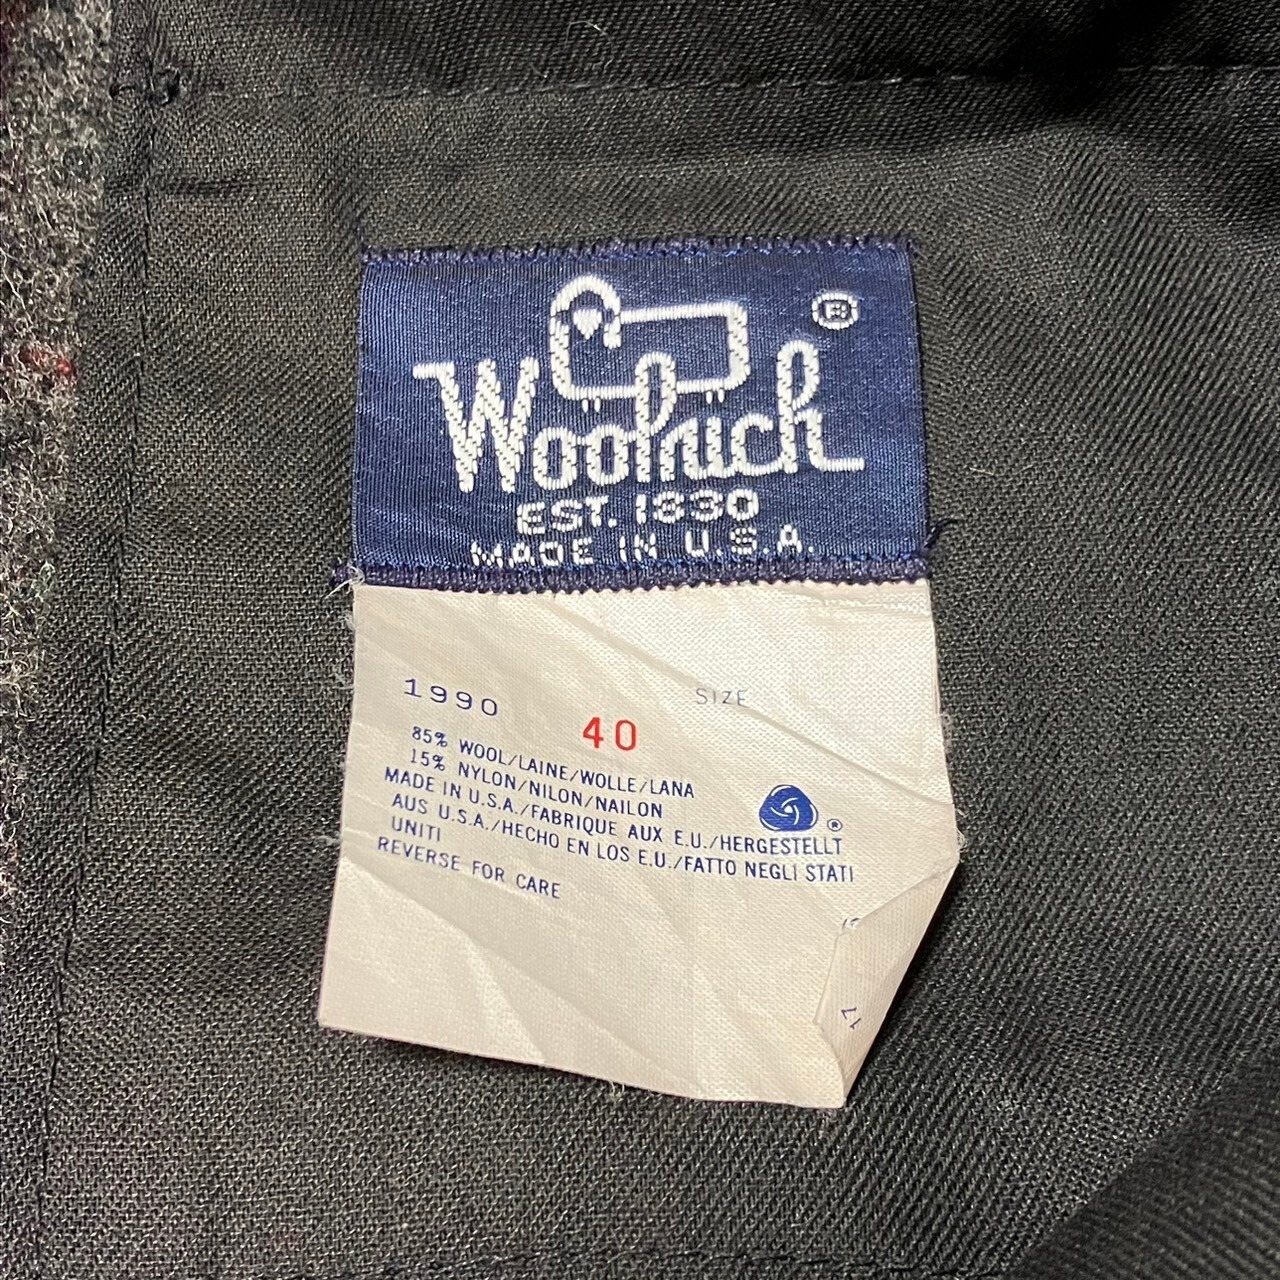 Woolrich ®
EST. 1830
MADE IN U.S.A.
1990 40 SIZE
85% WOOL/LAINE/WOLLE/LANA
15% NYLON/NILON/NAILON
MADE IN U.S.A./FABRIQUE AUX E.U./HERGESTELLT
AUS U.S.A./HECHO EN LOS E.U./FATTO NEGLI STATI
UNITI
REVERSE FOR CARE
®
17